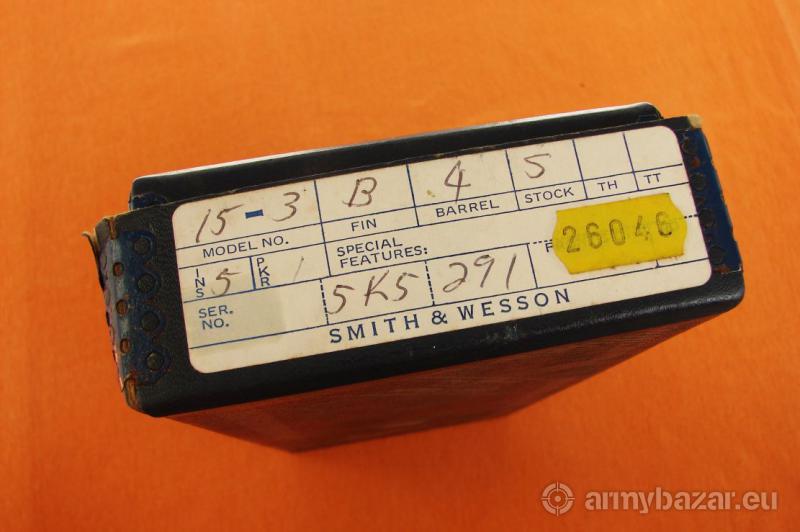 15-3 B 4 5
MODEL NO. FIN BARREL STOCK TH TT
INS 5 PKR 1 SPECIAL FEATURES:
26046
SER. NO. 5K5 291
SMITH & WESSON
armybazar.eu